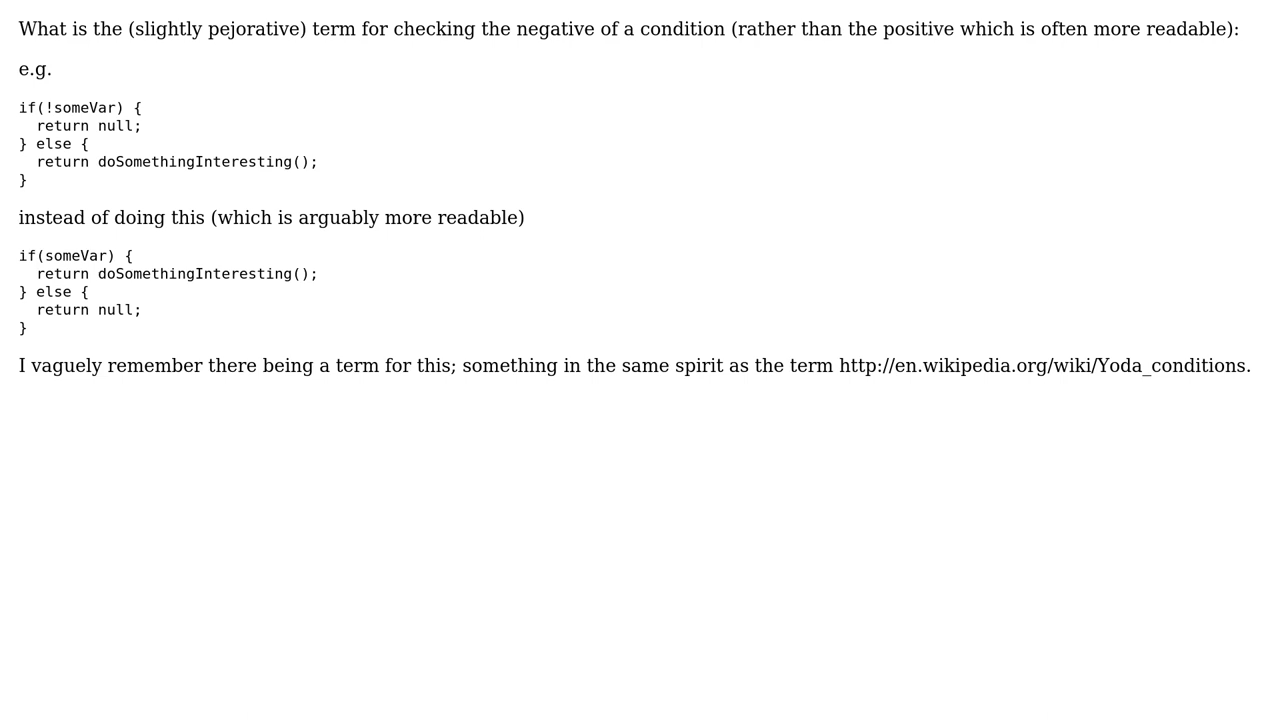 What is the (slightly pejorative) term for checking the negative of a condition (rather than the positive which is often more readable):
e.g.
if(!someVar) {
  return null;
} else {
  return doSomethingInteresting();
}
instead of doing this (which is arguably more readable)
if(someVar) {
  return doSomethingInteresting();
} else {
  return null;
}
I vaguely remember there being a term for this; something in the same spirit as the term http://en.wikipedia.org/wiki/Yoda_conditions.